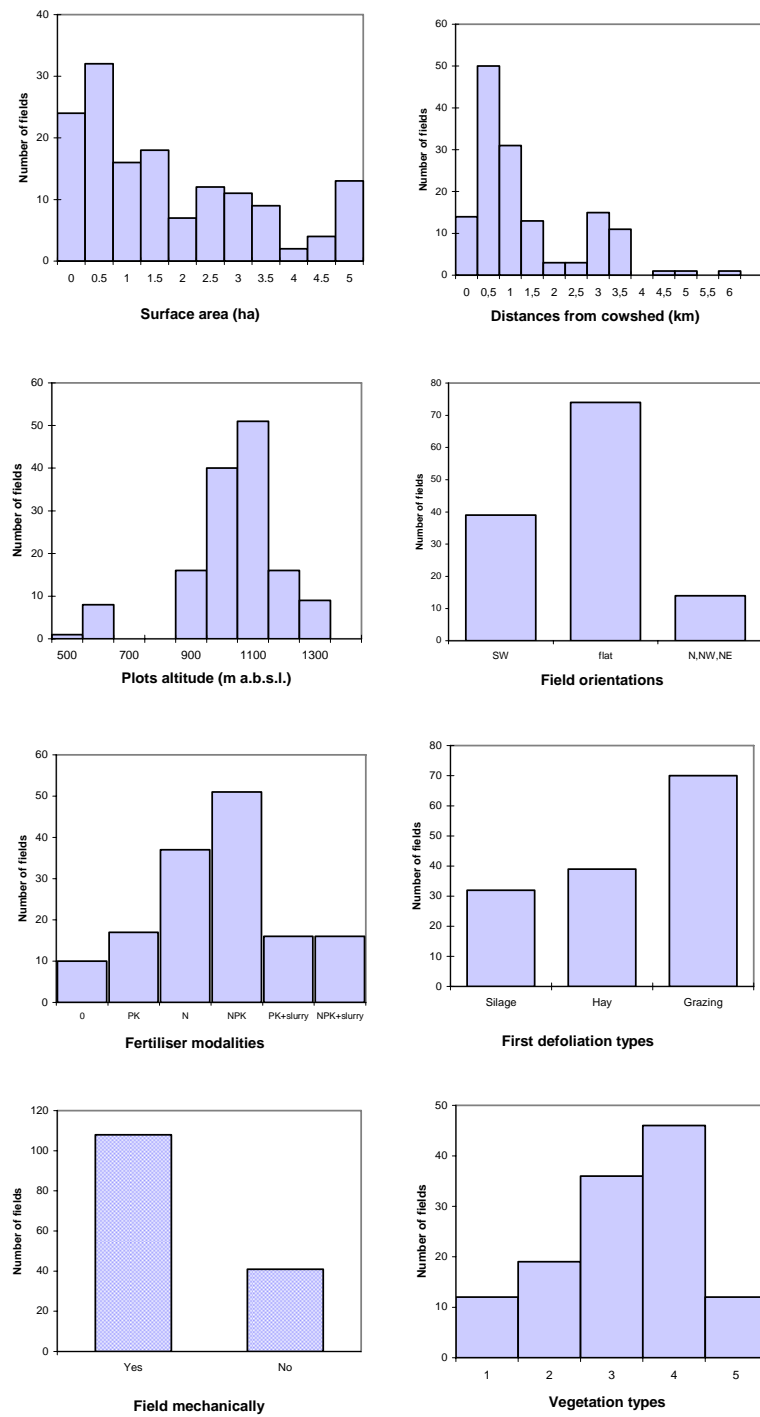 40
30
20
10
0
Number of fields
0 0.5 1 1.5 2 2.5 3 3.5 4 4.5 5
Surface area (ha)
60
50
40
30
20
10
0
Number of fields
0 0,5 1 1,5 2 2,5 3 3,5 4 4,5 5 5,5 6
Distances from cowshed (km)
60
50
40
30
20
10
0
Number of fields
500 700 900 1100 1300
Plots altitude (m a.b.s.l.)
80
70
60
50
40
30
20
10
0
Number of fields
SW flat N,NW,NE
Field orientations
60
50
40
30
20
10
0
Number of fields
0 PK N NPK PK+slurry NPK+slurry
Fertiliser modalities
80
70
60
50
40
30
20
10
0
Number of fields
Silage Hay Grazing
First defoliation types
120
100
80
60
40
20
0
Number of fields
Yes No
Field mechanically
50
40
30
20
10
0
Number of fields
1 2 3 4 5
Vegetation types